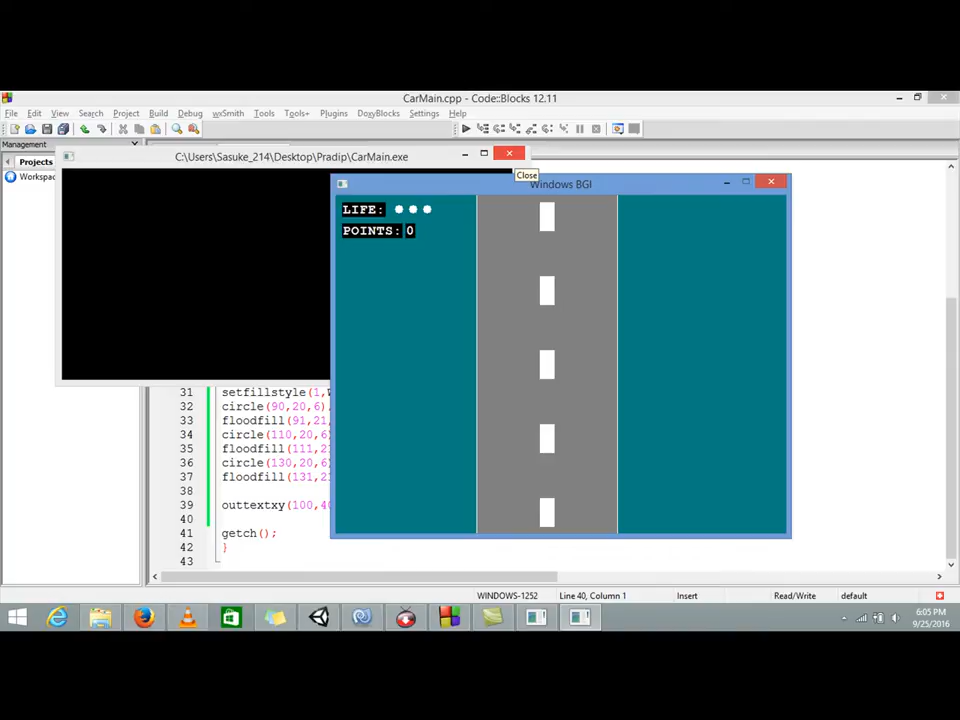 CarMain.cpp - Code::Blocks 12.11
File Edit View Search Project Build Debug wxSmith Tools Tools+ Plugins DoxyBlocks Settings Help
Management
Projects
Workspac
C:\Users\Sasuke_214\Desktop\Pradip\CarMain.exe
Close
Windows BGI
LIFE:
POINTS: 0
31 setfillstyle(1,W
32 circle(90,20,6)
33 floodfill(91,21,
34 circle(110,20,6)
35 floodfill(111,2
36 circle(130,20,6)
37 floodfill(131,2
38
39 outtextxy(100,40
40
41 getch();
42 }
43
WINDOWS-1252 Line 40, Column 1 Insert Read/Write default
6:05 PM
9/25/2016